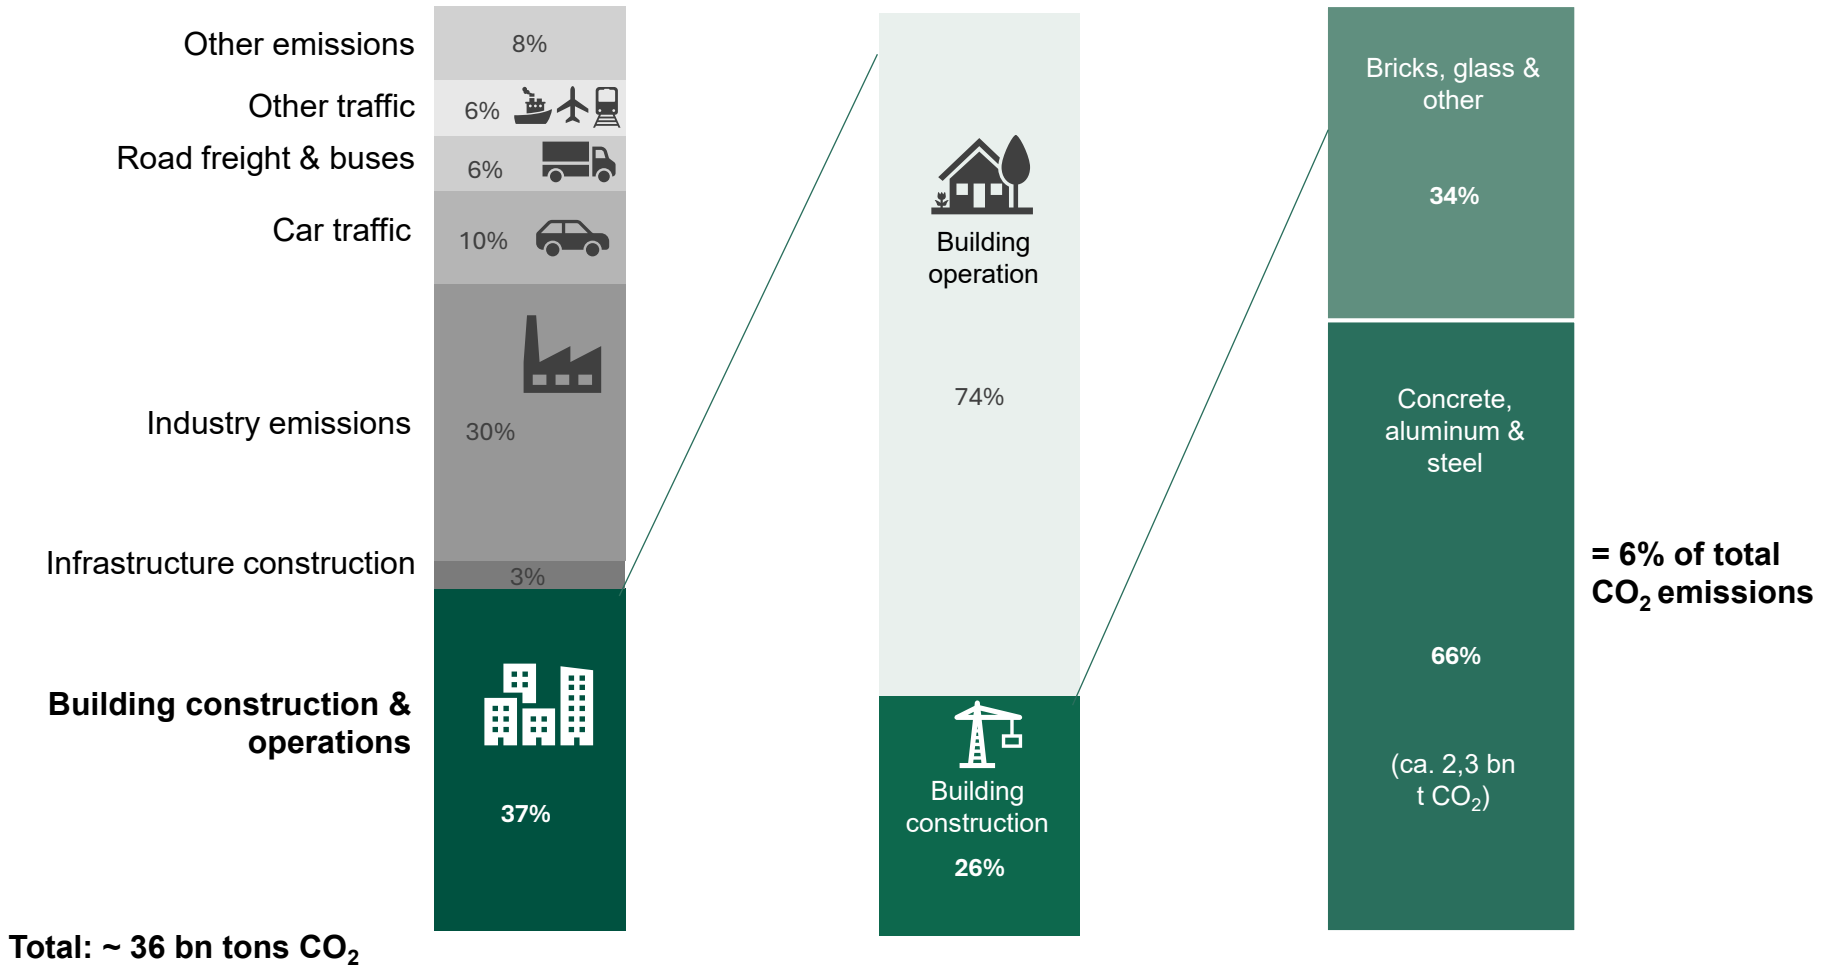 Other emissions
8%
Other traffic
6%
Road freight & buses
6%
Car traffic
10%
Industry emissions
30%
Infrastructure construction
3%
Building construction &
operations
37%
Total: ~ 36 bn tons CO₂
Building
operation
74%
Building
construction
26%
Bricks, glass &
other
34%
Concrete,
aluminum &
steel
66%
(ca. 2,3 bn
t CO₂)
= 6% of total
CO₂ emissions